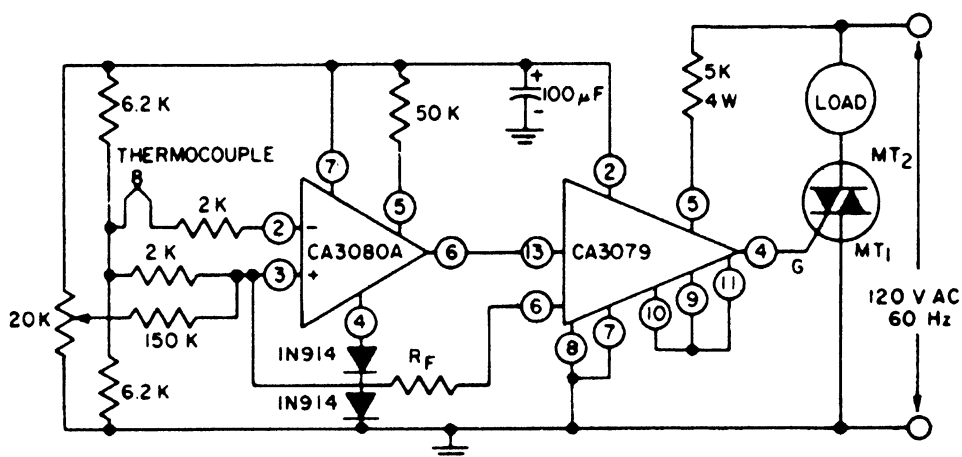 6.2 K
50 K
+
100 µF
-
5K
4W
LOAD
THERMOCOUPLE
7
2
MT2
2K
2
-
5
5
2K
CA3080A
6
13
CA3079
4
G
MT1
3
+
20K
150 K
4
6
10
9
11
120 V AC
60 Hz
1N914
RF
8
7
6.2 K
1N914